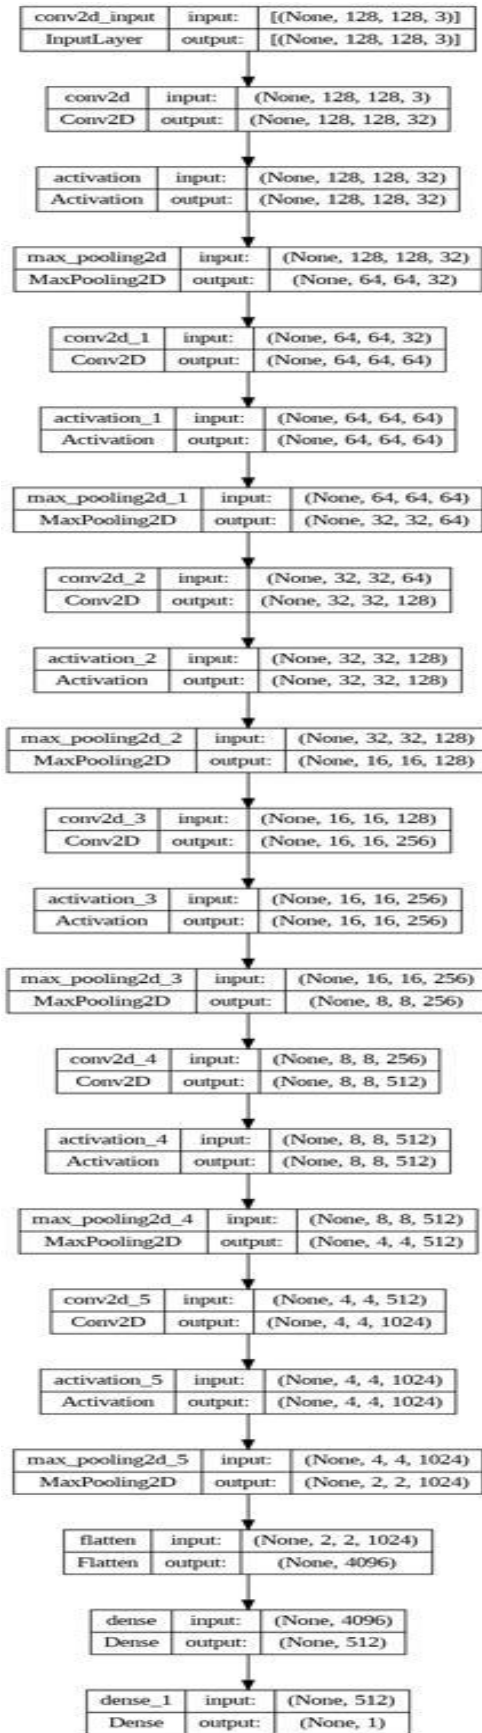 conv2d_input input: [(None, 128, 128, 3)]
InputLayer output: [(None, 128, 128, 3)]
conv2d input: (None, 128, 128, 3)
Conv2D output: (None, 128, 128, 32)
activation input: (None, 128, 128, 32)
Activation output: (None, 128, 128, 32)
max_pooling2d input: (None, 128, 128, 32)
MaxPooling2D output: (None, 64, 64, 32)
conv2d_1 input: (None, 64, 64, 32)
Conv2D output: (None, 64, 64, 64)
activation_1 input: (None, 64, 64, 64)
Activation output: (None, 64, 64, 64)
max_pooling2d_1 input: (None, 64, 64, 64)
MaxPooling2D output: (None, 32, 32, 64)
conv2d_2 input: (None, 32, 32, 64)
Conv2D output: (None, 32, 32, 128)
activation_2 input: (None, 32, 32, 128)
Activation output: (None, 32, 32, 128)
max_pooling2d_2 input: (None, 32, 32, 128)
MaxPooling2D output: (None, 16, 16, 128)
conv2d_3 input: (None, 16, 16, 128)
Conv2D output: (None, 16, 16, 256)
activation_3 input: (None, 16, 16, 256)
Activation output: (None, 16, 16, 256)
max_pooling2d_3 input: (None, 16, 16, 256)
MaxPooling2D output: (None, 8, 8, 256)
conv2d_4 input: (None, 8, 8, 256)
Conv2D output: (None, 8, 8, 512)
activation_4 input: (None, 8, 8, 512)
Activation output: (None, 8, 8, 512)
max_pooling2d_4 input: (None, 8, 8, 512)
MaxPooling2D output: (None, 4, 4, 512)
conv2d_5 input: (None, 4, 4, 512)
Conv2D output: (None, 4, 4, 1024)
activation_5 input: (None, 4, 4, 1024)
Activation output: (None, 4, 4, 1024)
max_pooling2d_5 input: (None, 4, 4, 1024)
MaxPooling2D output: (None, 2, 2, 1024)
flatten input: (None, 2, 2, 1024)
Flatten output: (None, 4096)
dense input: (None, 4096)
Dense output: (None, 512)
dense_1 input: (None, 512)
Dense output: (None, 1)